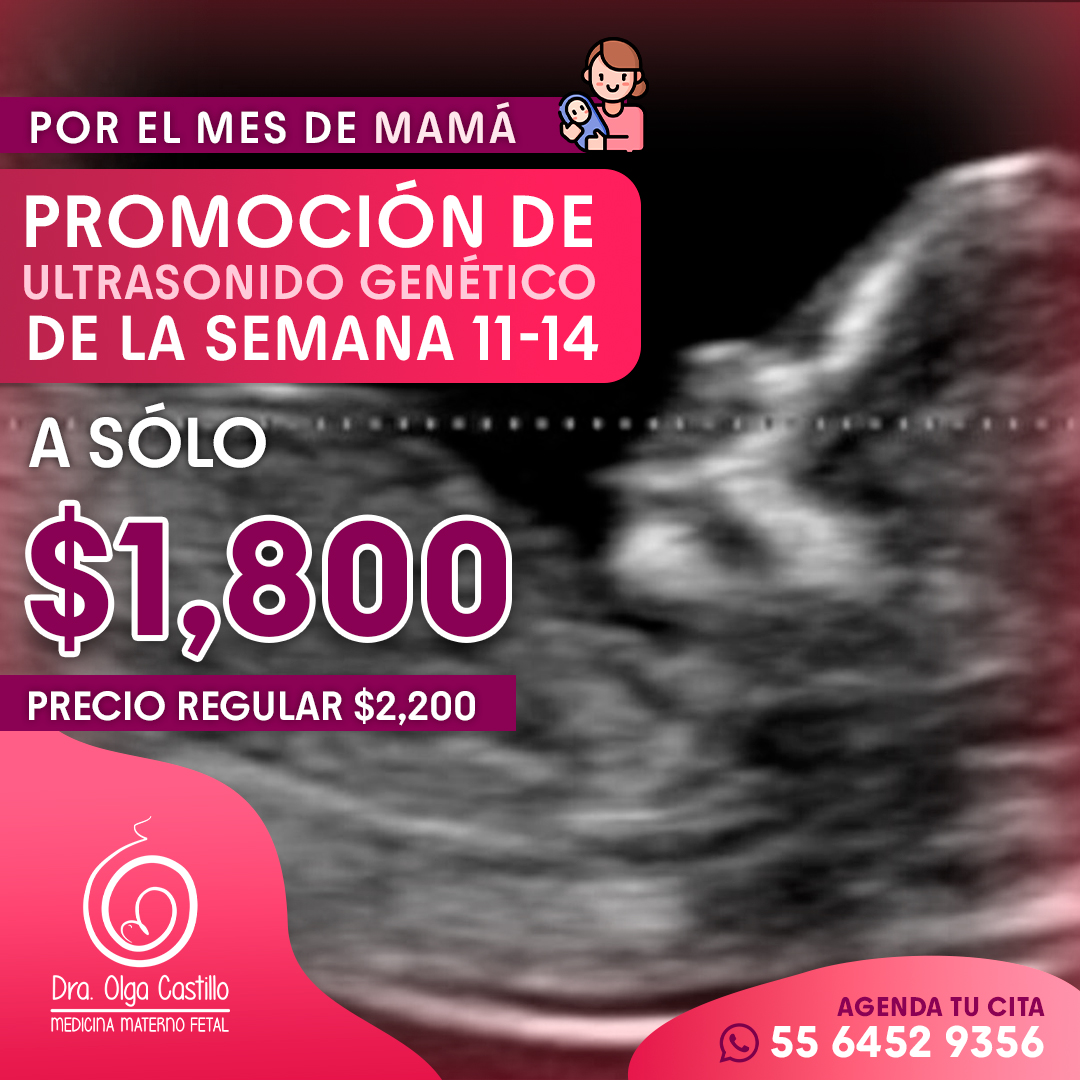 POR EL MES DE MAMÁ
PROMOCIÓN DE
ULTRASONIDO GENÉTICO
DE LA SEMANA 11-14
A SÓLO
$1,800
PRECIO REGULAR $2,200
Dra. Olga Castillo
MEDICINA MATERNO FETAL
AGENDA TU CITA
55 6452 9356